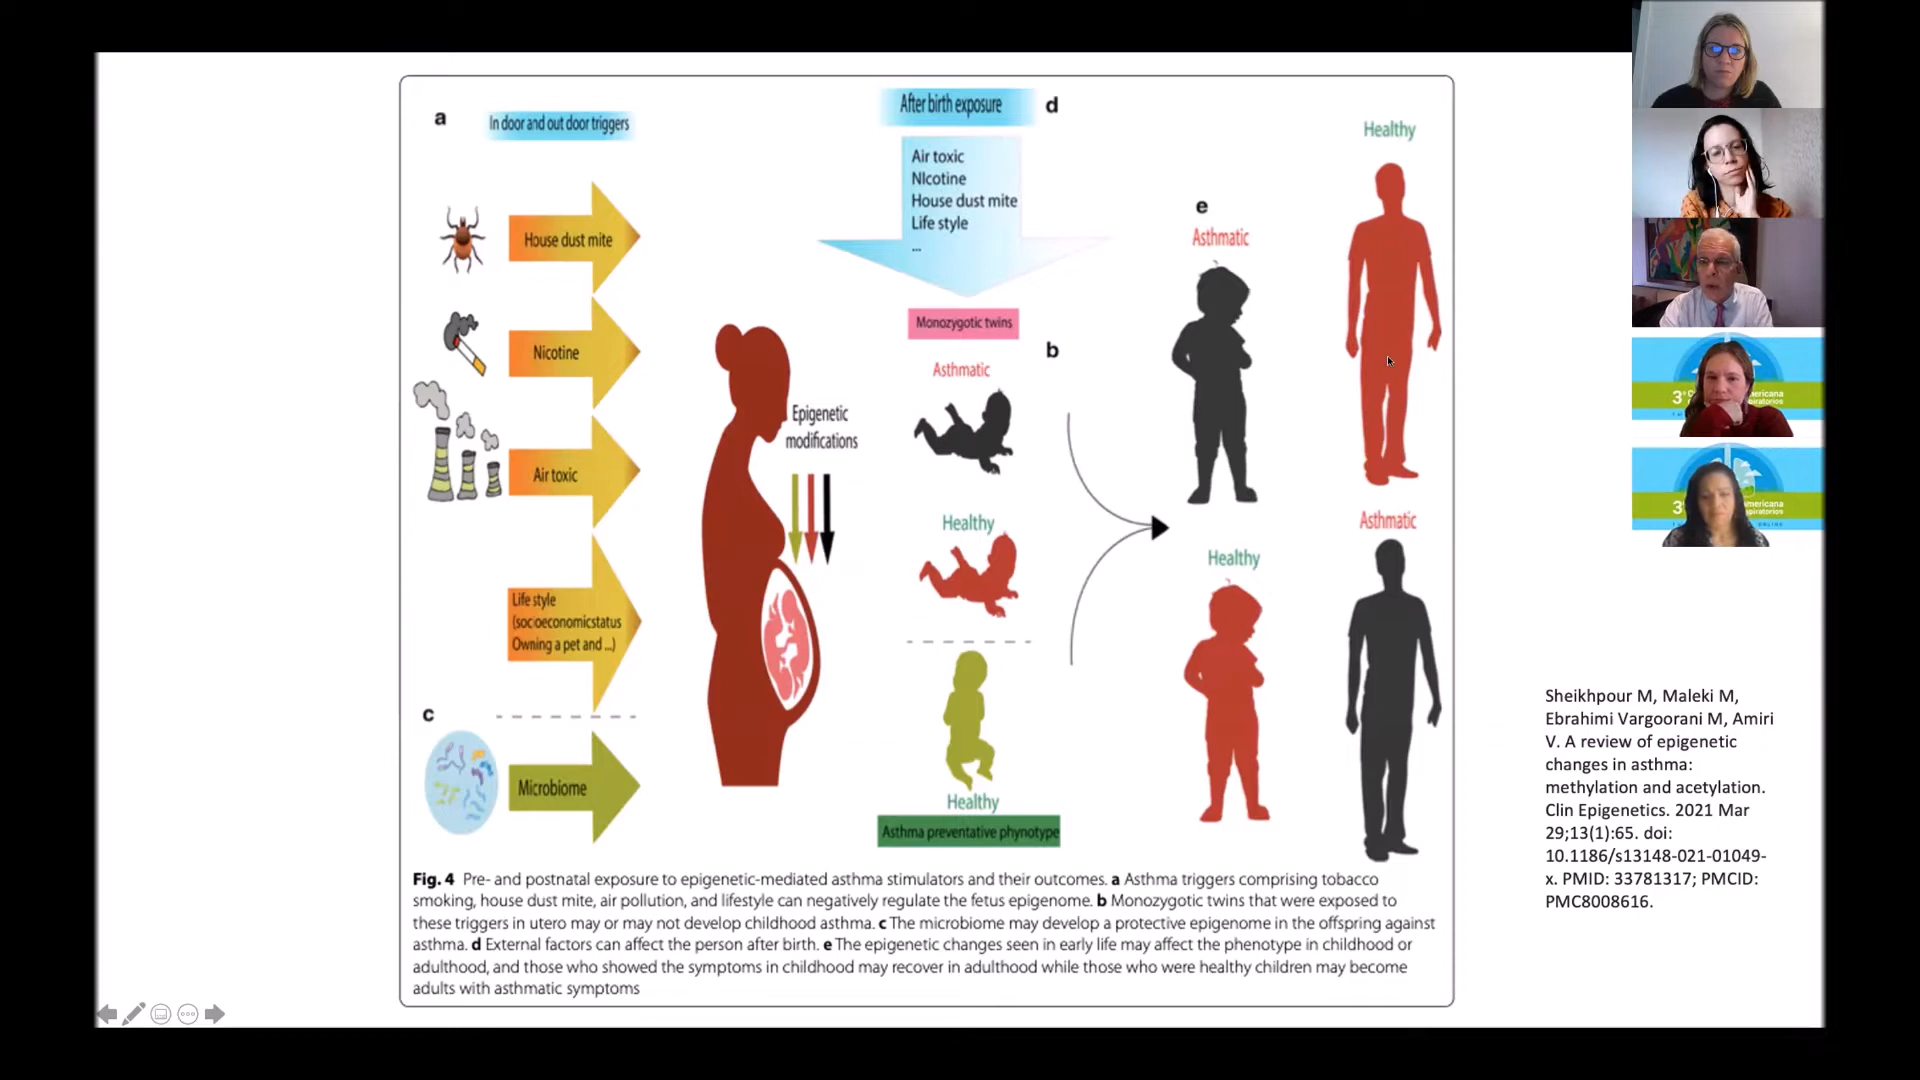 a
In door and out door triggers
House dust mite
Nicotine
Air toxic
Life style
(socioeconomicstatus
Owning a pet and ...)
c
Microbiome
Epigenetic
modifications
After birth exposure
d
Air toxic
NIcotine
House dust mite
Life style
...
Monozygotic twins
b
Asthmatic
Healthy
Healthy
Asthma preventative phynotype
e
Asthmatic
Healthy
Healthy
Asthmatic
Fig. 4 Pre- and postnatal exposure to epigenetic-mediated asthma stimulators and their outcomes. a Asthma triggers comprising tobacco
smoking, house dust mite, air pollution, and lifestyle can negatively regulate the fetus epigenome. b Monozygotic twins that were exposed to
these triggers in utero may or may not develop childhood asthma. c The microbiome may develop a protective epigenome in the offspring against
asthma. d External factors can affect the person after birth. e The epigenetic changes seen in early life may affect the phenotype in childhood or
adulthood, and those who showed the symptoms in childhood may recover in adulthood while those who were healthy children may become
adults with asthmatic symptoms
Sheikhpour M, Maleki M,
Ebrahimi Vargoorani M, Amiri
V. A review of epigenetic
changes in asthma:
methylation and acetylation.
Clin Epigenetics. 2021 Mar
29;13(1):65. doi:
10.1186/s13148-021-01049-
x. PMID: 33781317; PMCID:
PMC8008616.